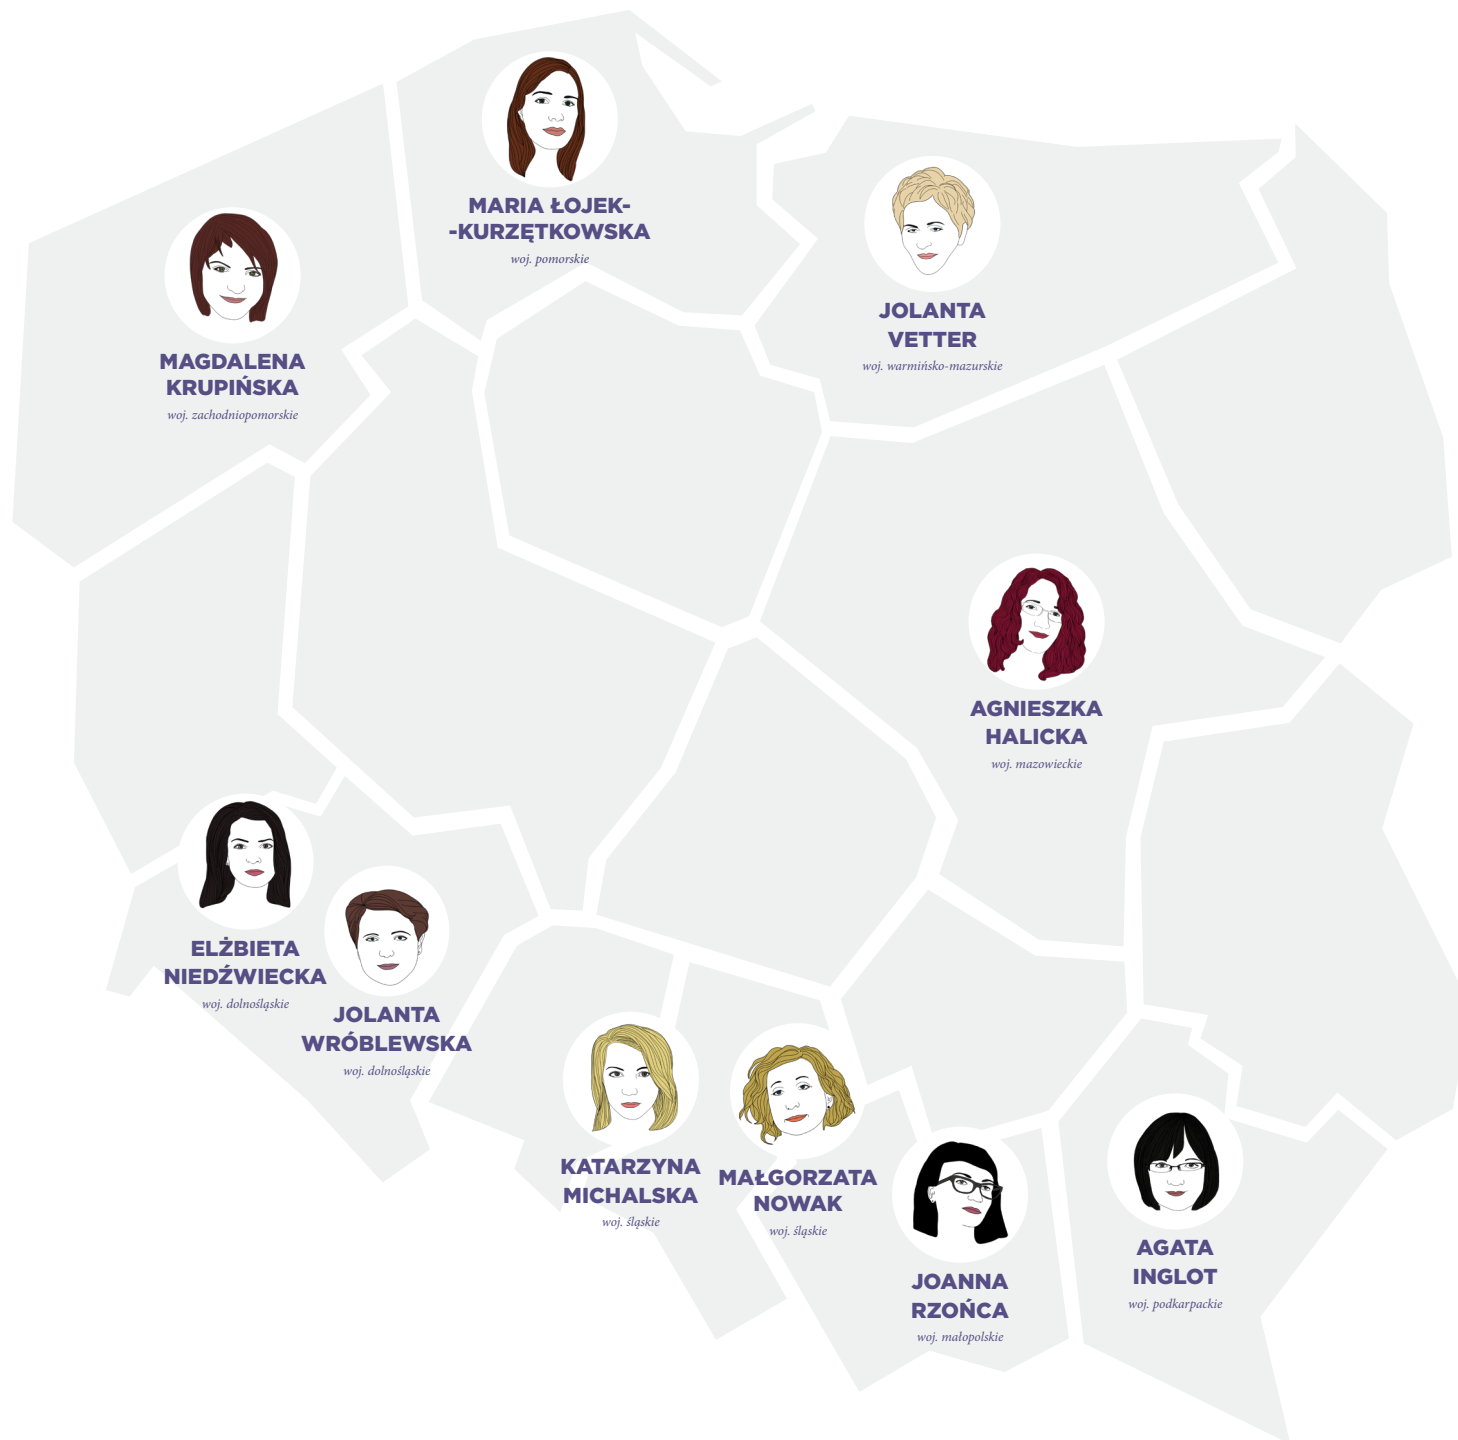 MARIA ŁOJEK-
-KURZĘTKOWSKA
woj. pomorskie
JOLANTA
VETTER
woj. warmińsko-mazurskie
MAGDALENA
KRUPIŃSKA
woj. zachodniopomorskie
AGNIESZKA
HALICKA
woj. mazowieckie
ELŻBIETA
NIEDŹWIECKA
woj. dolnośląskie
JOLANTA
WRÓBLEWSKA
woj. dolnośląskie
KATARZYNA
MICHALSKA
woj. śląskie
MAŁGORZATA
NOWAK
woj. śląskie
JOANNA
RZOŃCA
woj. małopolskie
AGATA
INGLOT
woj. podkarpackie